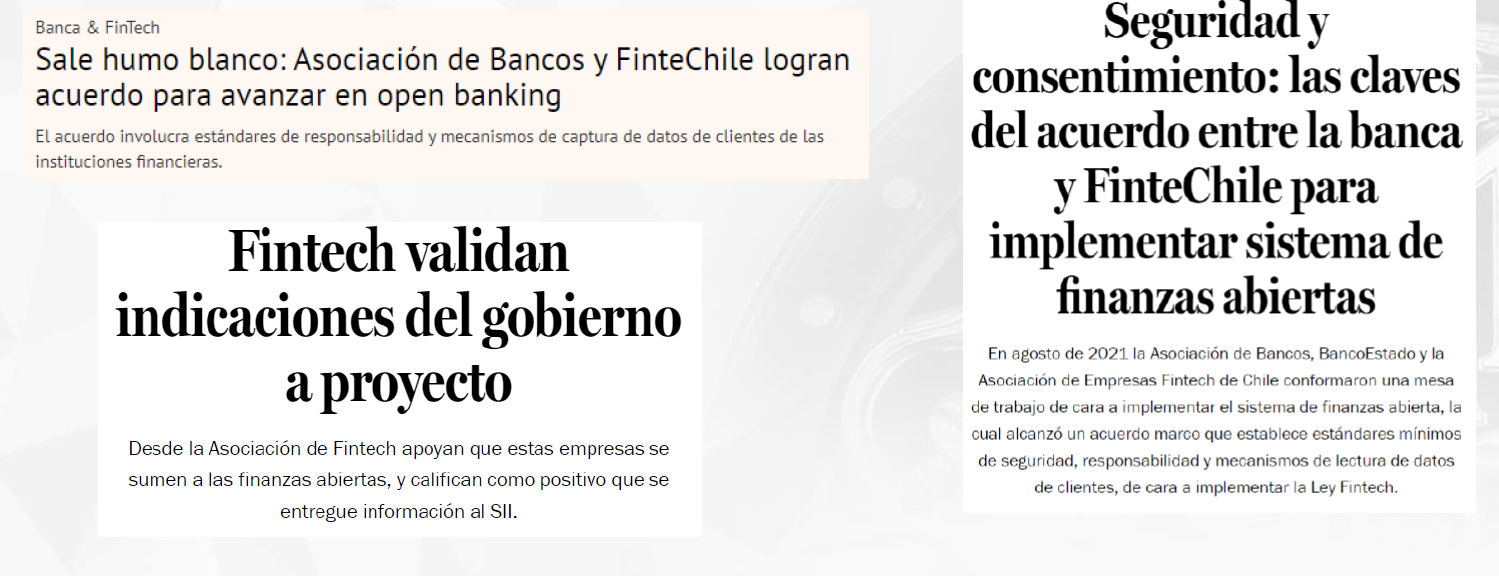 Banca & FinTech
Sale humo blanco: Asociación de Bancos y FinteChile logran
acuerdo para avanzar en open banking
El acuerdo involucra estándares de responsabilidad y mecanismos de captura de datos de clientes de las
instituciones financieras.
Fintech validan
indicaciones del gobierno
a proyecto
Desde la Asociación de Fintech apoyan que estas empresas se
sumen a las finanzas abiertas, y califican como positivo que se
entregue información al SII.
Seguridad y
consentimiento: las claves
del acuerdo entre la banca
y FinteChile para
implementar sistema de
finanzas abiertas
En agosto de 2021 la Asociación de Bancos, BancoEstado y la
Asociación de Empresas Fintech de Chile conformaron una mesa
de trabajo de cara a implementar el sistema de finanzas abierta, la
cual alcanzó un acuerdo marco que establece estándares mínimos
de seguridad, responsabilidad y mecanismos de lectura de datos
de clientes, de cara a implementar la Ley Fintech.